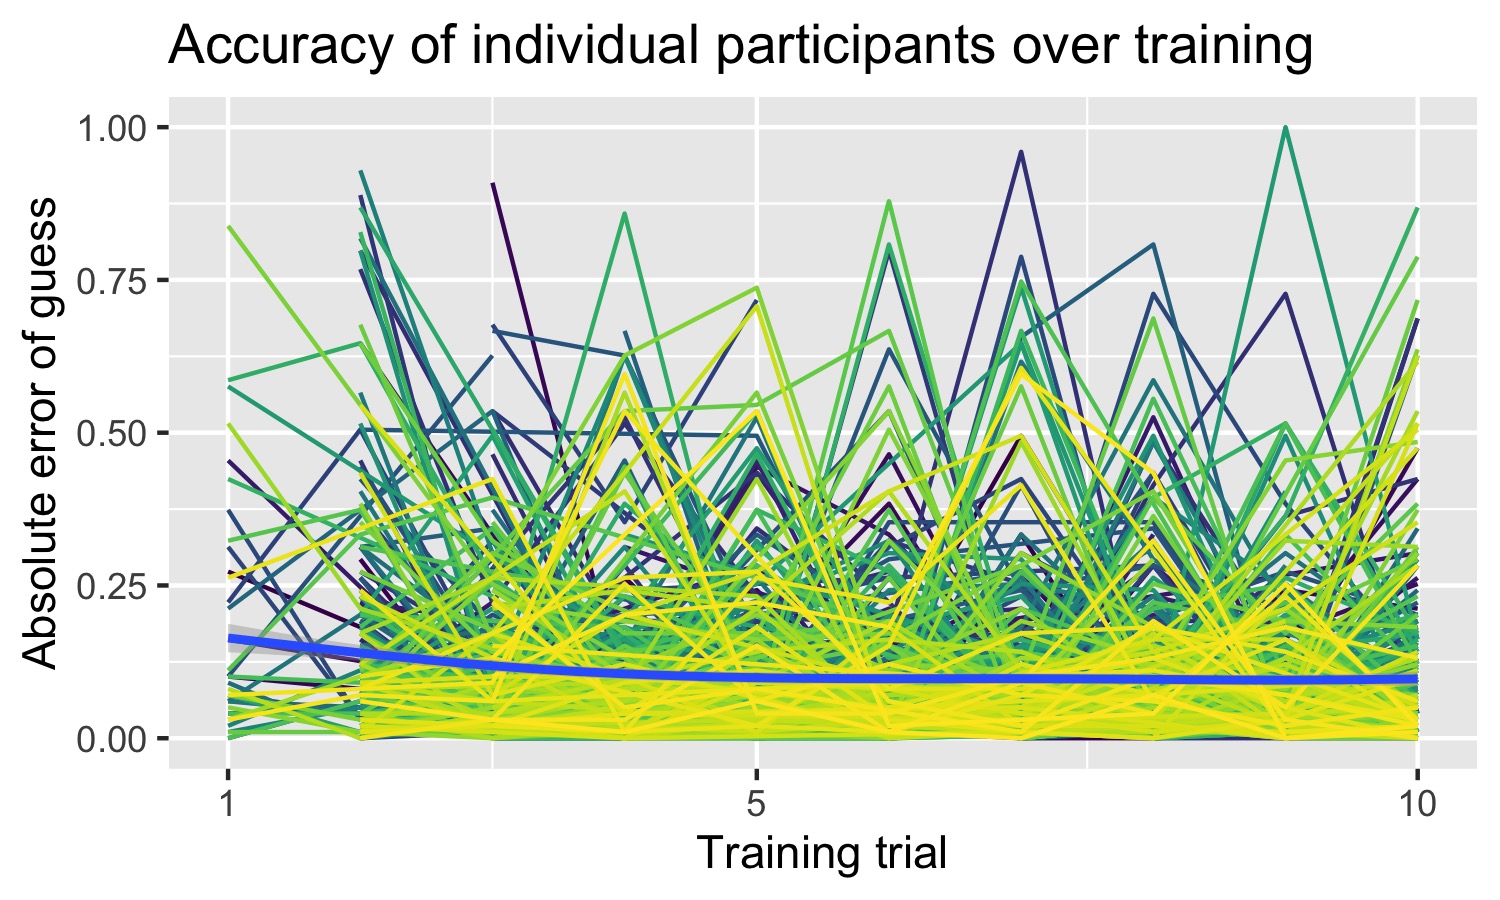 Accuracy of individual participants over training
Absolute error of guess
1.00
0.75
0.50
0.25
0.00
1 5 10
Training trial